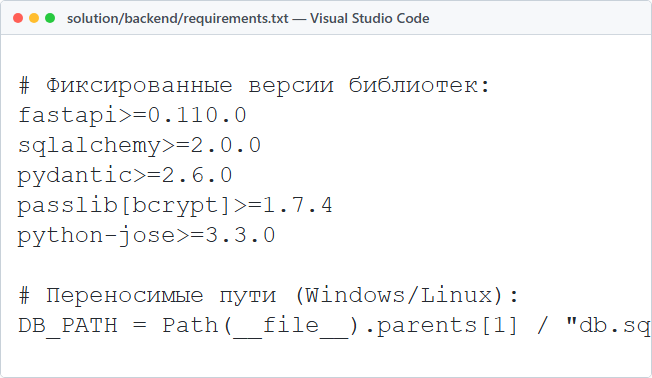 solution/backend/requirements.txt — Visual Studio Code
# Фиксированные версии библиотек:
fastapi>=0.110.0
sqlalchemy>=2.0.0
pydantic>=2.6.0
passlib[bcrypt]>=1.7.4
python-jose>=3.3.0
# Переносимые пути (Windows/Linux):
DB_PATH = Path(__file__).parents[1] / "db.sq